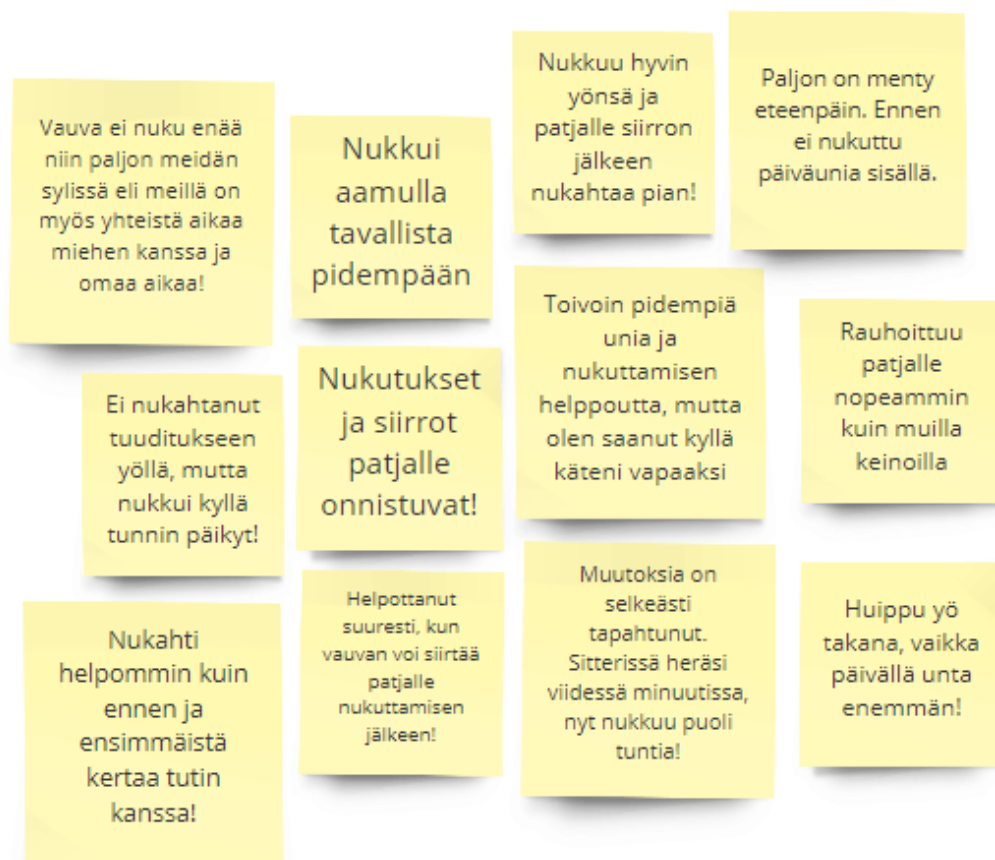 Vauva ei nuku enää
niin paljon meidän
sylissä eli meillä on
myös yhteistä aikaa
miehen kanssa ja
omaa aikaa!
Nukkui
aamulla
tavallista
pidempään
Nukkuu hyvin
yönsä ja
patjalle siirron
jälkeen
nukahtaa pian!
Paljon on menty
eteenpäin. Ennen
ei nukuttu
päiväunia sisällä.
Ei nukahtanut
tuuditukseen
yöllä, mutta
nukkui kyllä
tunnin päikyt!
Nukutukset
ja siirrot
patjalle
onnistuvat!
Toivoin pidempiä
unia ja
nukuttamisen
helppoutta, mutta
olen saanut kyllä
käteni vapaaksi
Rauhoittuu
patjalle
nopeammin
kuin muilla
keinoilla
Nukahti
helpommin kuin
ennen ja
ensimmäistä
kertaa tutin
kanssa!
Helpottanut
suuresti, kun
vauvan voi siirtää
patjalle
nukuttamisen
jälkeen!
Muutoksia on
selkeästi
tapahtunut.
Sitterissä heräsi
viidessä minuutissa,
nyt nukkuu puoli
tuntia!
Huippu yö
takana, vaikka
päivällä unta
enemmän!